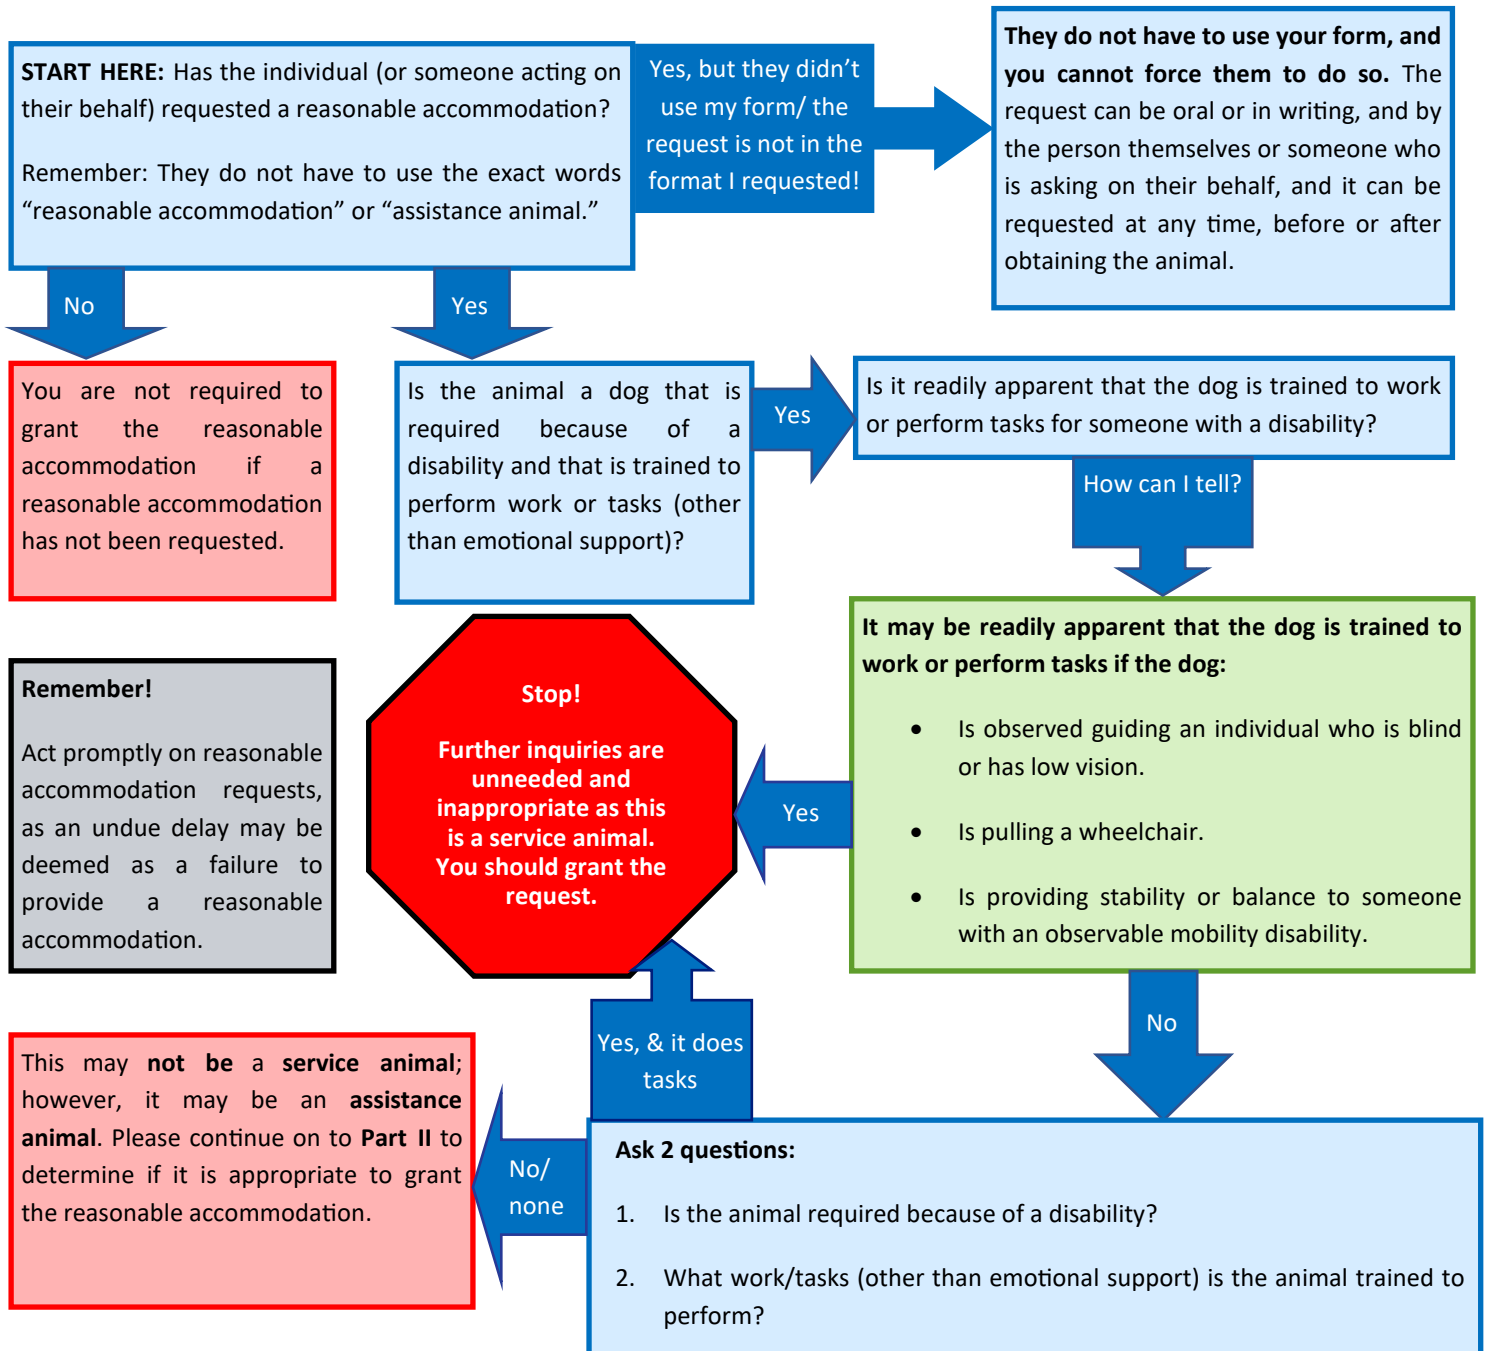 START HERE: Has the individual (or someone acting on
their behalf) requested a reasonable accommodation?
Remember: They do not have to use the exact words
“reasonable accommodation” or “assistance animal.”
Yes, but they didn’t
use my form/ the
request is not in the
format I requested!
They do not have to use your form, and
you cannot force them to do so. The
request can be oral or in writing, and by
the person themselves or someone who
is asking on their behalf, and it can be
requested at any time, before or after
obtaining the animal.
No
Yes
You are not required to
grant the reasonable
accommodation if a
reasonable accommodation
has not been requested.
Is the animal a dog that is
required because of a
disability and that is trained to
perform work or tasks (other
than emotional support)?
Yes
Is it readily apparent that the dog is trained to work
or perform tasks for someone with a disability?
How can I tell?
It may be readily apparent that the dog is trained to
work or perform tasks if the dog:
• Is observed guiding an individual who is blind
or has low vision.
• Is pulling a wheelchair.
• Is providing stability or balance to someone
with an observable mobility disability.
Yes
Stop!
Further inquiries are
unneeded and
inappropriate as this
is a service animal.
You should grant the
request.
Remember!
Act promptly on reasonable
accommodation requests,
as an undue delay may be
deemed as a failure to
provide a reasonable
accommodation.
No
Yes, & it does
tasks
Ask 2 questions:
1. Is the animal required because of a disability?
2. What work/tasks (other than emotional support) is the animal trained to
perform?
No/
none
This may not be a service animal;
however, it may be an assistance
animal. Please continue on to Part II to
determine if it is appropriate to grant
the reasonable accommodation.